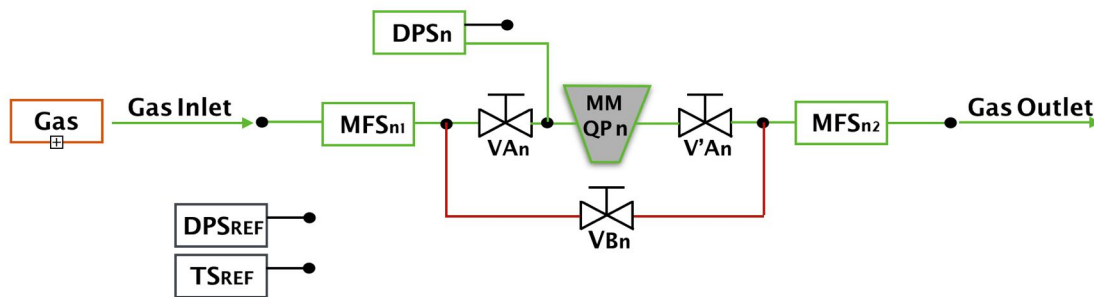 DPSn
Gas
Gas Inlet
MFSn1
VAn
MM
QP n
V'An
MFSn2
Gas Outlet
VBn
DPSREF
TSREF